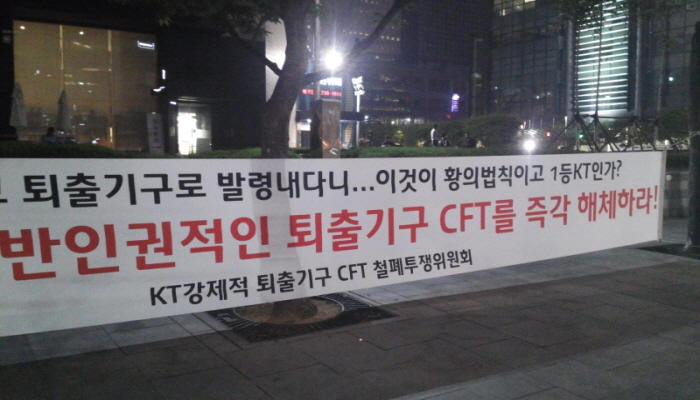 퇴출기구로 발령내다니...이것이 황의법칙이고 1등KT인가?
반인권적인 퇴출기구 CFT를 즉각 해체하라!
KT강제적 퇴출기구 CFT 철폐투쟁위원회